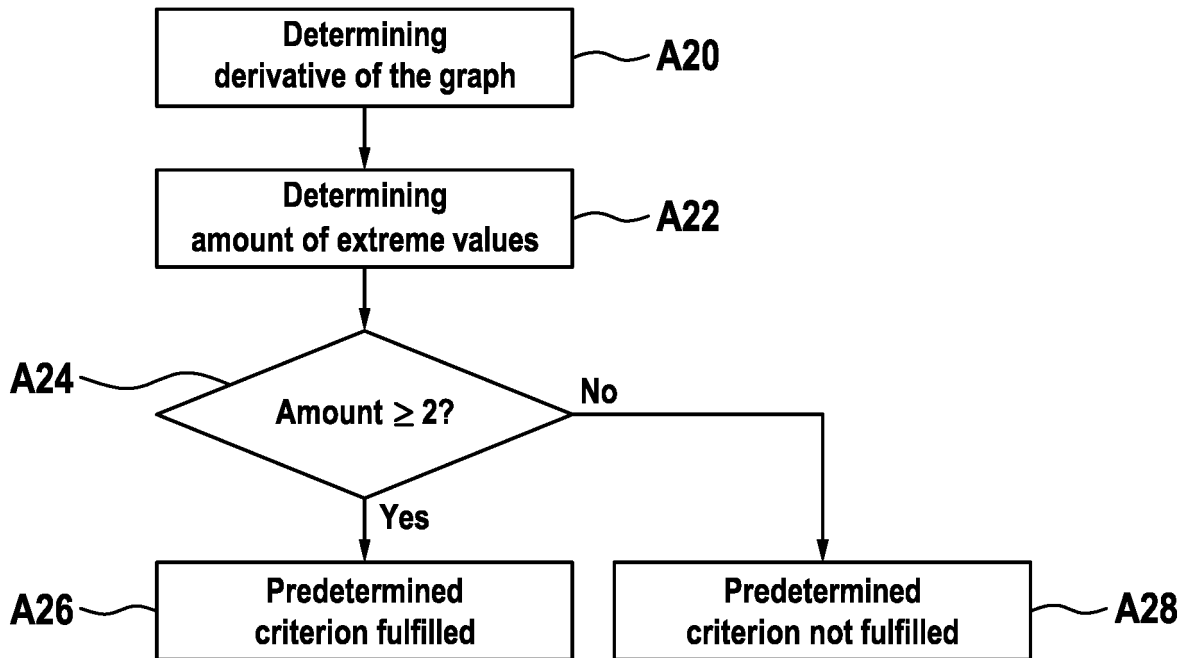 Determining
derivative of the graph
A20
Determining
amount of extreme values
A22
A24
Amount ≥ 2?
No
Yes
A26
Predetermined
criterion fulfilled
Predetermined
criterion not fulfilled
A28